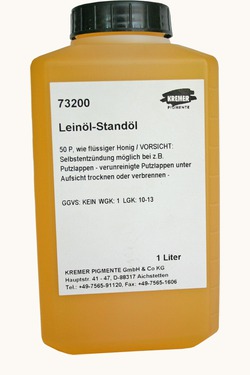 KREMER
PIGMENTE
73200
Leinöl-Standöl
50 P, wie flüssiger Honig / VORSICHT:
Selbstentzündung möglich bei z.B.
Putzlappen - verunreinigte Putzlappen unter
Aufsicht trocknen oder verbrennen -
GGVS: KEIN WGK: 1 LGK: 10-13
1 Liter
KREMER PIGMENTE GmbH & Co KG
Hauptstr. 41 - 47, D-88317 Aichstetten
Tel.: +49-7565-91120, Fax +49-7565-1606